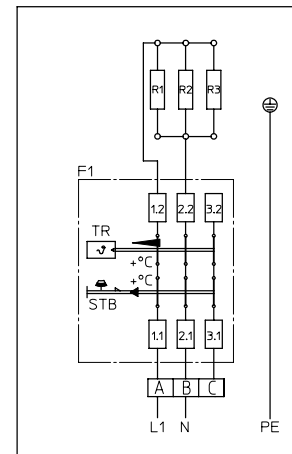 R1 R2 R3
F1
1.2 2.2 3.2
TR
+°C
+°C
STB
1.1 2.1 3.1
A B C
L1 N PE